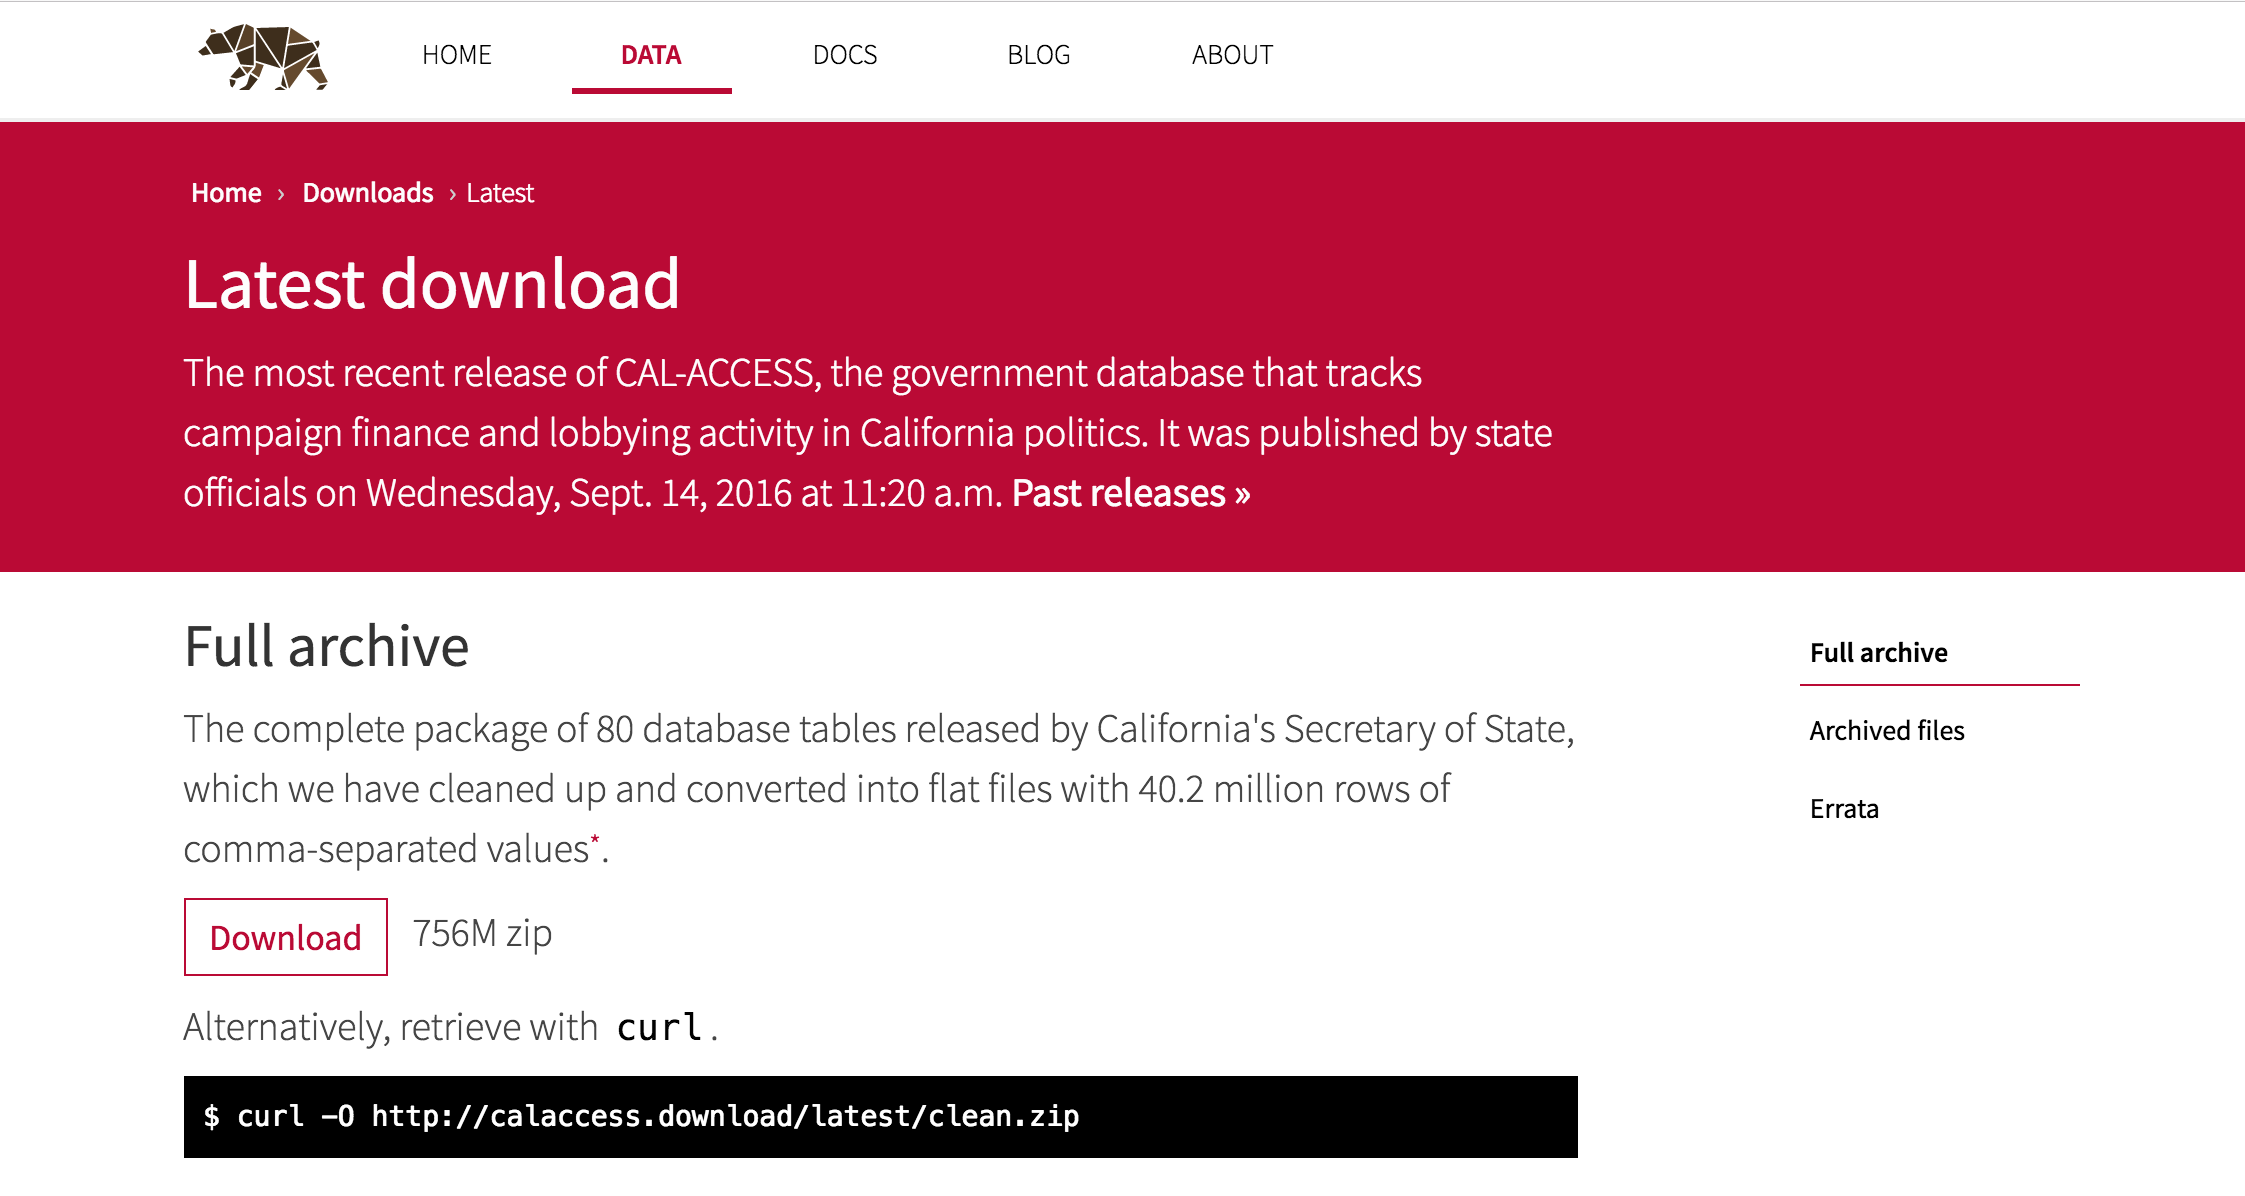 HOME DATA DOCS BLOG ABOUT
Home › Downloads › Latest
Latest download
The most recent release of CAL-ACCESS, the government database that tracks
campaign finance and lobbying activity in California politics. It was published by state
officials on Wednesday, Sept. 14, 2016 at 11:20 a.m. Past releases »
Full archive
The complete package of 80 database tables released by California's Secretary of State,
which we have cleaned up and converted into flat files with 40.2 million rows of
comma-separated values*.
Download 756M zip
Alternatively, retrieve with curl.
$ curl -O http://calaccess.download/latest/clean.zip
Full archive
Archived files
Errata